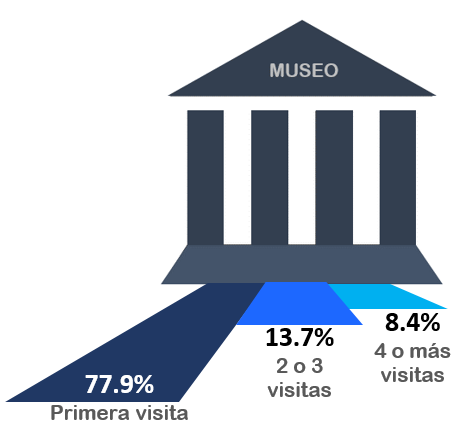 MUSEO
77.9%
Primera visita
13.7%
2 o 3
visitas
8.4%
4 o más
visitas